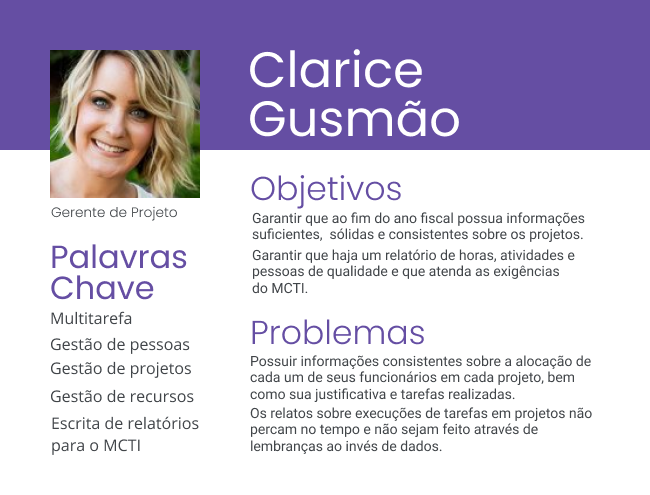 Clarice
Gusmão
Gerente de Projeto
Palavras
Chave
Multitarefa
Gestão de pessoas
Gestão de projetos
Gestão de recursos
Escrita de relatórios
para o MCTI
Objetivos
Garantir que ao fim do ano fiscal possua informações
suficientes, sólidas e consistentes sobre os projetos.
Garantir que haja um relatório de horas, atividades e
pessoas de qualidade e que atenda as exigências
do MCTI.
Problemas
Possuir informações consistentes sobre a alocação de
cada um de seus funcionários em cada projeto, bem
como sua justificativa e tarefas realizadas.
Os relatos sobre execuções de tarefas em projetos não
percam no tempo e não sejam feito através de
lembranças ao invés de dados.